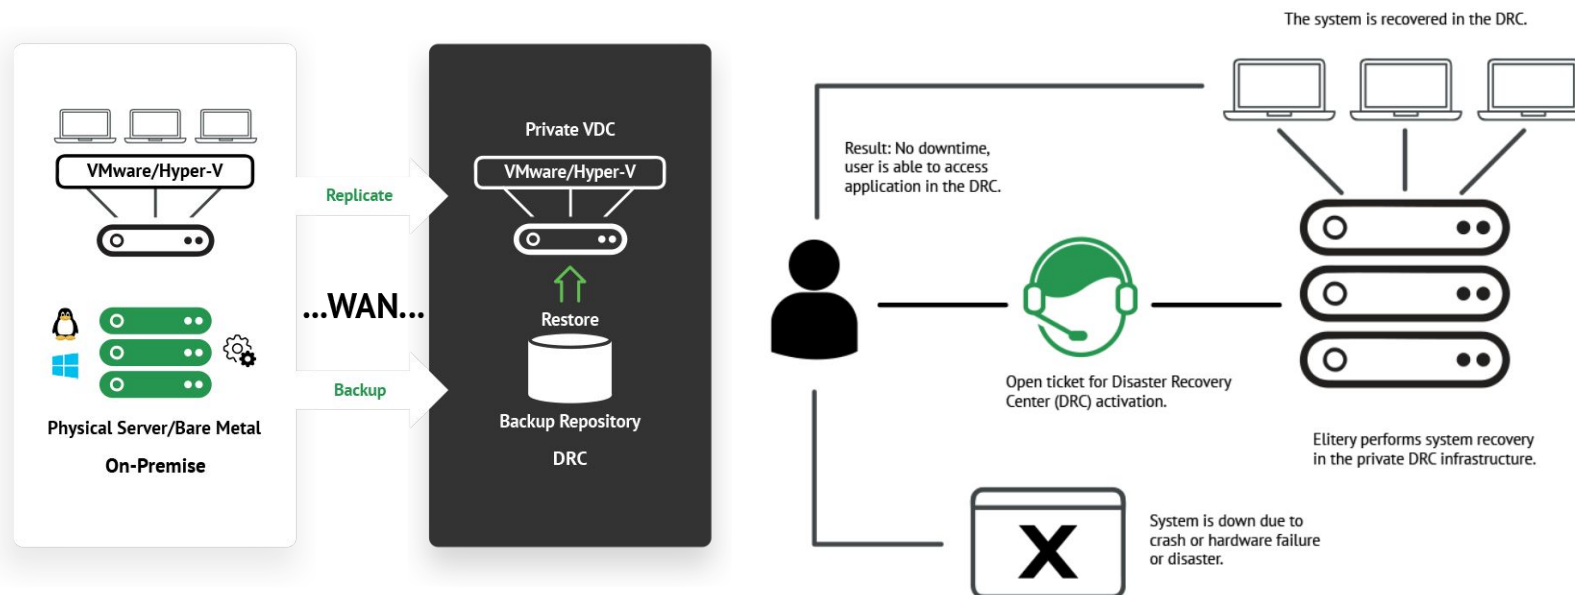 VMware/Hyper-V
Physical Server/Bare Metal
On-Premise
Replicate
...WAN...
Backup
Private VDC
VMware/Hyper-V
Restore
Backup Repository
DRC
The system is recovered in the DRC.
Result: No downtime,
user is able to access
application in the DRC.
Open ticket for Disaster Recovery
Center (DRC) activation.
Elitery performs system recovery
in the private DRC infrastructure.
X
System is down due to
crash or hardware failure
or disaster.